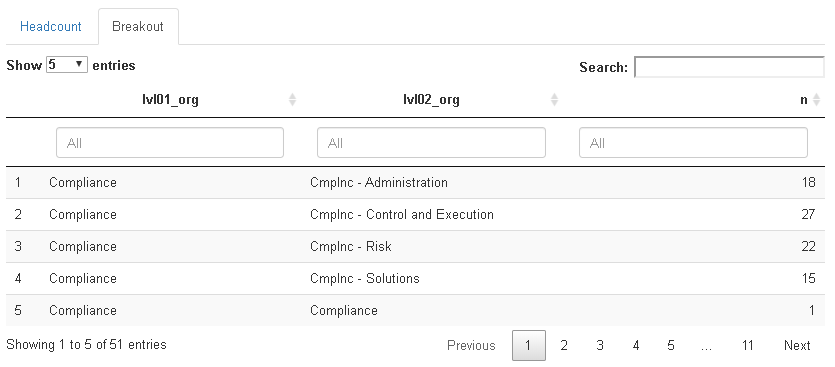 Headcount Breakout
Show 5 entries Search:
lvl01_org lvl02_org n
All All All
1 Compliance Cmplnc - Administration 18
2 Compliance Cmplnc - Control and Execution 27
3 Compliance Cmplnc - Risk 22
4 Compliance Cmplnc - Solutions 15
5 Compliance Compliance 1
Showing 1 to 5 of 51 entries Previous 1 2 3 4 5 ... 11 Next